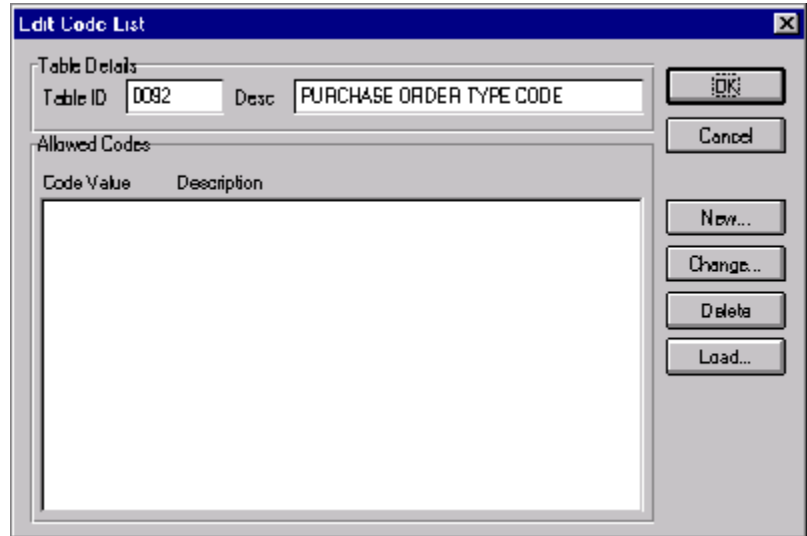 Edit Code List
Table Details
Table ID 0092 Desc PURCHASE ORDER TYPE CODE
OK
Cancel
Allowed Codes
Code Value Description
New...
Change...
Delete
Load...